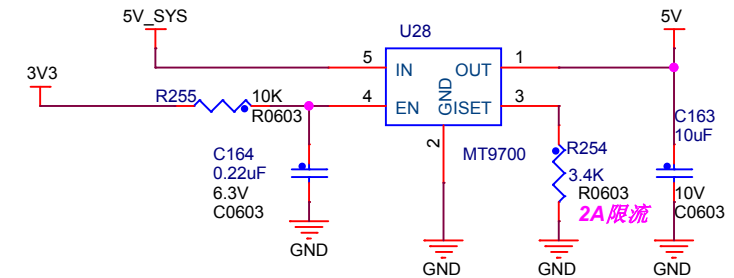 5V_SYS
U28
5V
5
IN
OUT
1
3V3
R255
10K
R0603
4
EN
GND
ISET
3
2
MT9700
C163
10uF
C164
0.22uF
6.3V
C0603
R254
3.4K
R0603
2A限流
10V
C0603
GND
GND
GND
GND